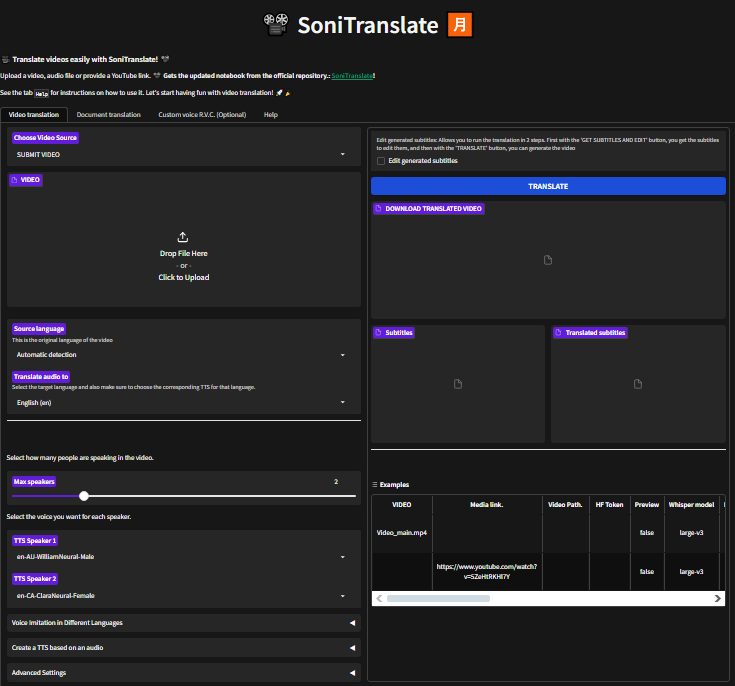 SoniTranslate 月
Translate videos easily with SoniTranslate!
Upload a video, audio file or provide a YouTube link. Gets the updated notebook from the official repository.: SoniTranslate!
See the tab Help for instructions on how to use it. Let's start having fun with video translation!
Video translation
Document translation
Custom voice R.V.C. (Optional)
Help
Choose Video Source
SUBMIT VIDEO
VIDEO
Drop File Here
- or -
Click to Upload
Source language
This is the original language of the video
Automatic detection
Translate audio to
Select the target language and also make sure to choose the corresponding TTS for that language.
English (en)
Select how many people are speaking in the video.
Max speakers
2
Select the voice you want for each speaker.
TTS Speaker 1
en-AU-WilliamNeural-Male
TTS Speaker 2
en-CA-ClaraNeural-Female
Voice Imitation in Different Languages
Create a TTS based on an audio
Advanced Settings
Edit generated subtitles: Allows you to run the translation in 2 steps. First with the 'GET SUBTITLES AND EDIT' button, you get the subtitles
to edit them, and then with the 'TRANSLATE' button, you can generate the video
Edit generated subtitles
TRANSLATE
DOWNLOAD TRANSLATED VIDEO
Subtitles
Translated subtitles
Examples
VIDEO
Media link.
Video Path.
HF Token
Preview
Whisper model
Video_main.mp4
false
large-v3
https://www.youtube.com/watch?
v=5ZeHtRKHl7Y
false
large-v3